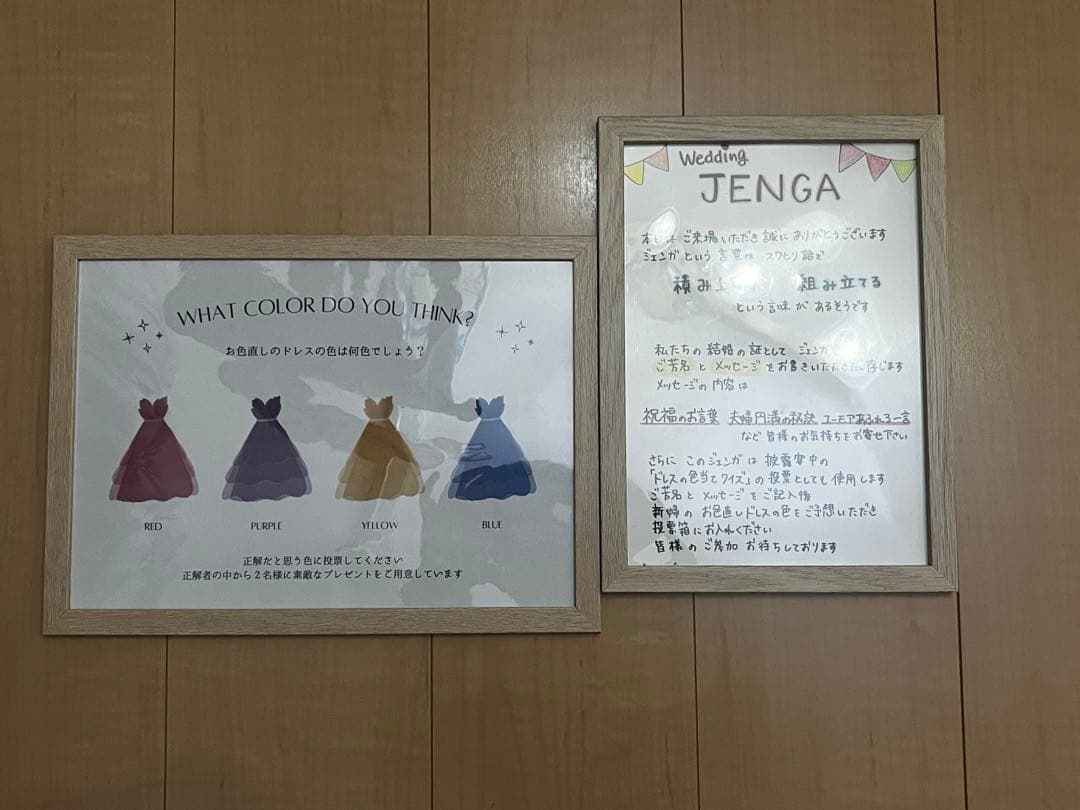 WHAT COLOR DO YOU THINK?
お色直しのドレスの色は何色でしょう?
RED
PURPLE
YELLOW
BLUE
正解だと思う色に投票してください
正解者の中から2名様に素敵なプレゼントをご用意しています
Wedding
JENGA
ご来場いただき誠にありがとうございます
ジェンガという言葉は スワヒリ語で
積み 組み立てる
という意味があるそうです
私たちの結婚の証として ジェンガ
ご芳名とメッセージをお書きいただき 存じます
メッセージの内容は
祝福のお言葉 夫婦円満の秘訣 ユーモアあふれる一言
など皆様のお気持ちをお寄せ下さい
さらに このジェンガは 披露宴中の
「ドレスの色当てクイズ」の投票としても使用します
ご芳名とメッセージをご記入後
新婦の お色直しドレスの色をご予想いただき
投票箱にお入れください
皆様のご参加お待ちしております